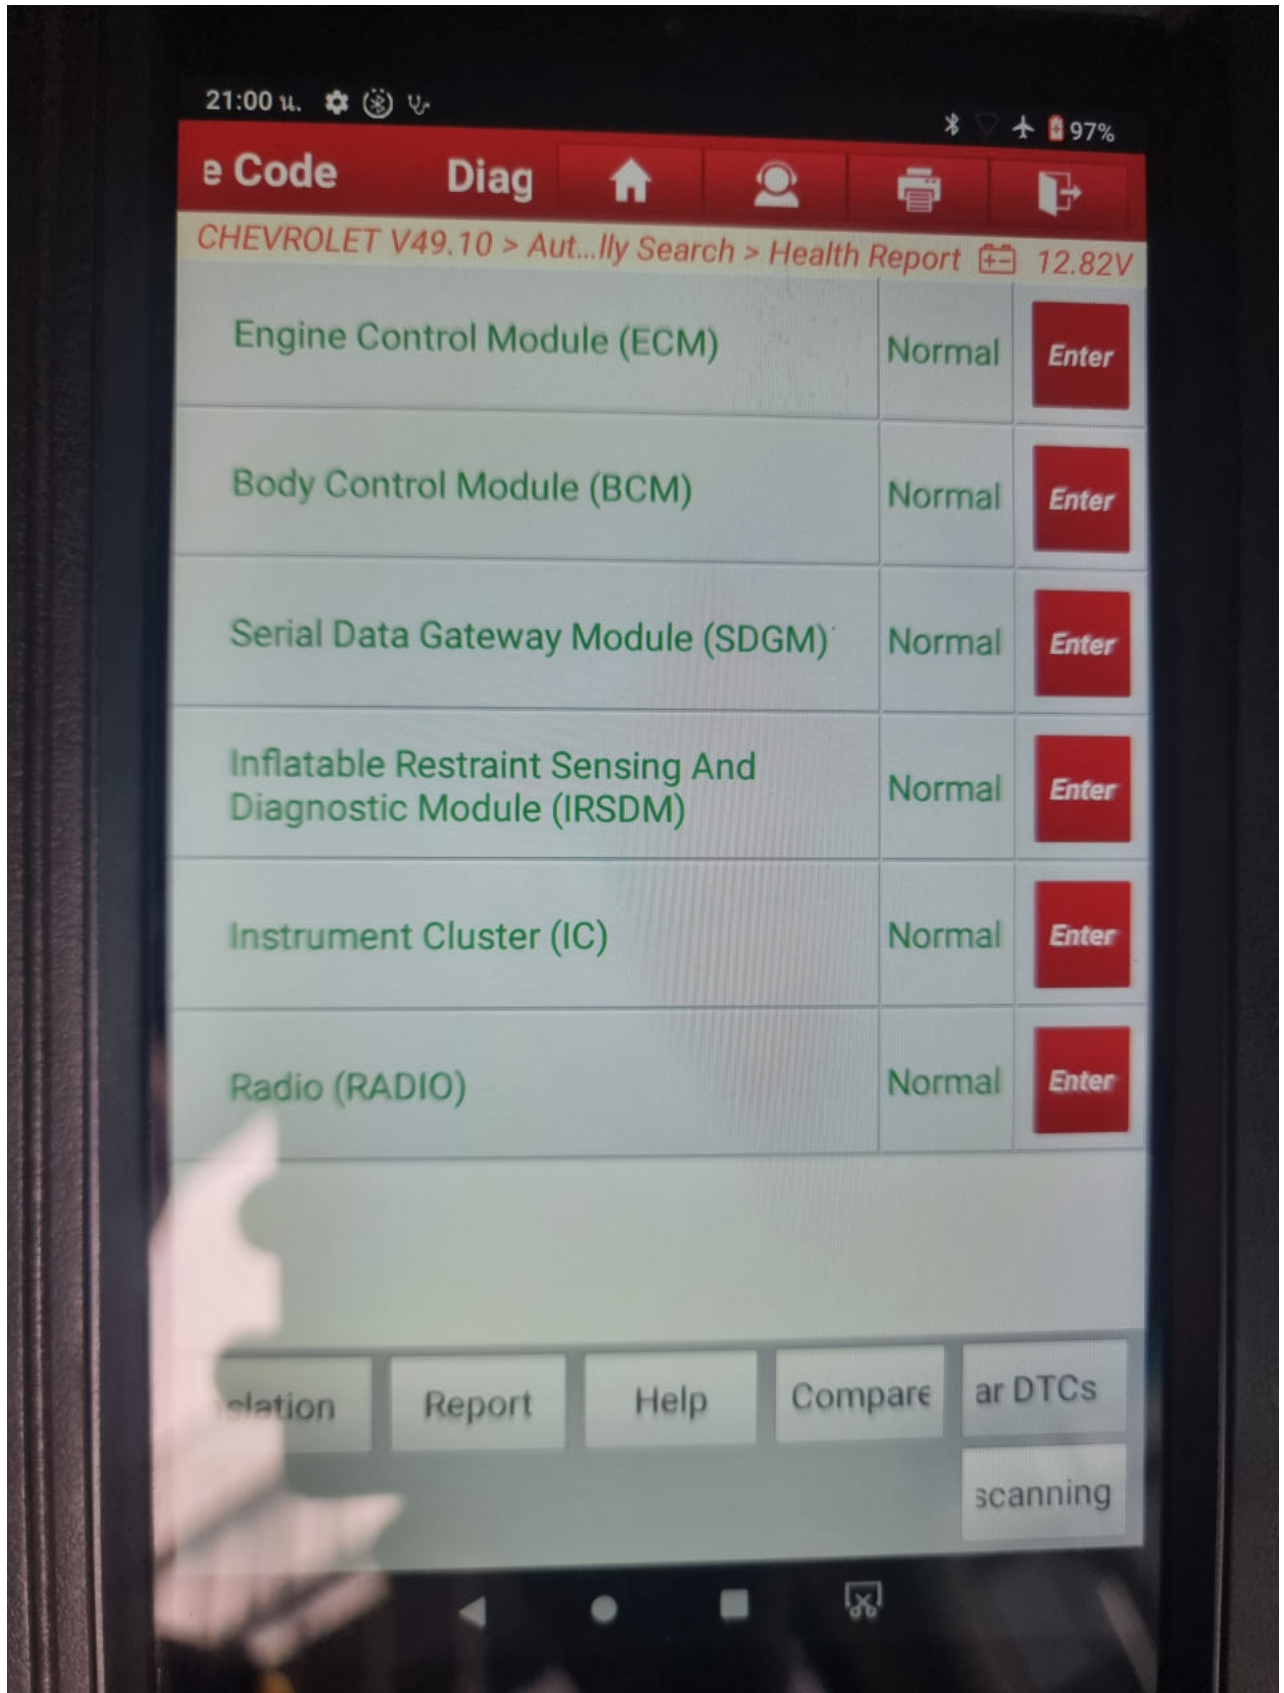 21:00 น.
97%
e Code Diag
CHEVROLET V49.10 > Aut...lly Search > Health Report 12.82V
Engine Control Module (ECM) Normal Enter
Body Control Module (BCM) Normal Enter
Serial Data Gateway Module (SDGM) Normal Enter
Inflatable Restraint Sensing And
Diagnostic Module (IRSDM) Normal Enter
Instrument Cluster (IC) Normal Enter
Radio (RADIO) Normal Enter
slation Report Help Compare ar DTCs
scanning